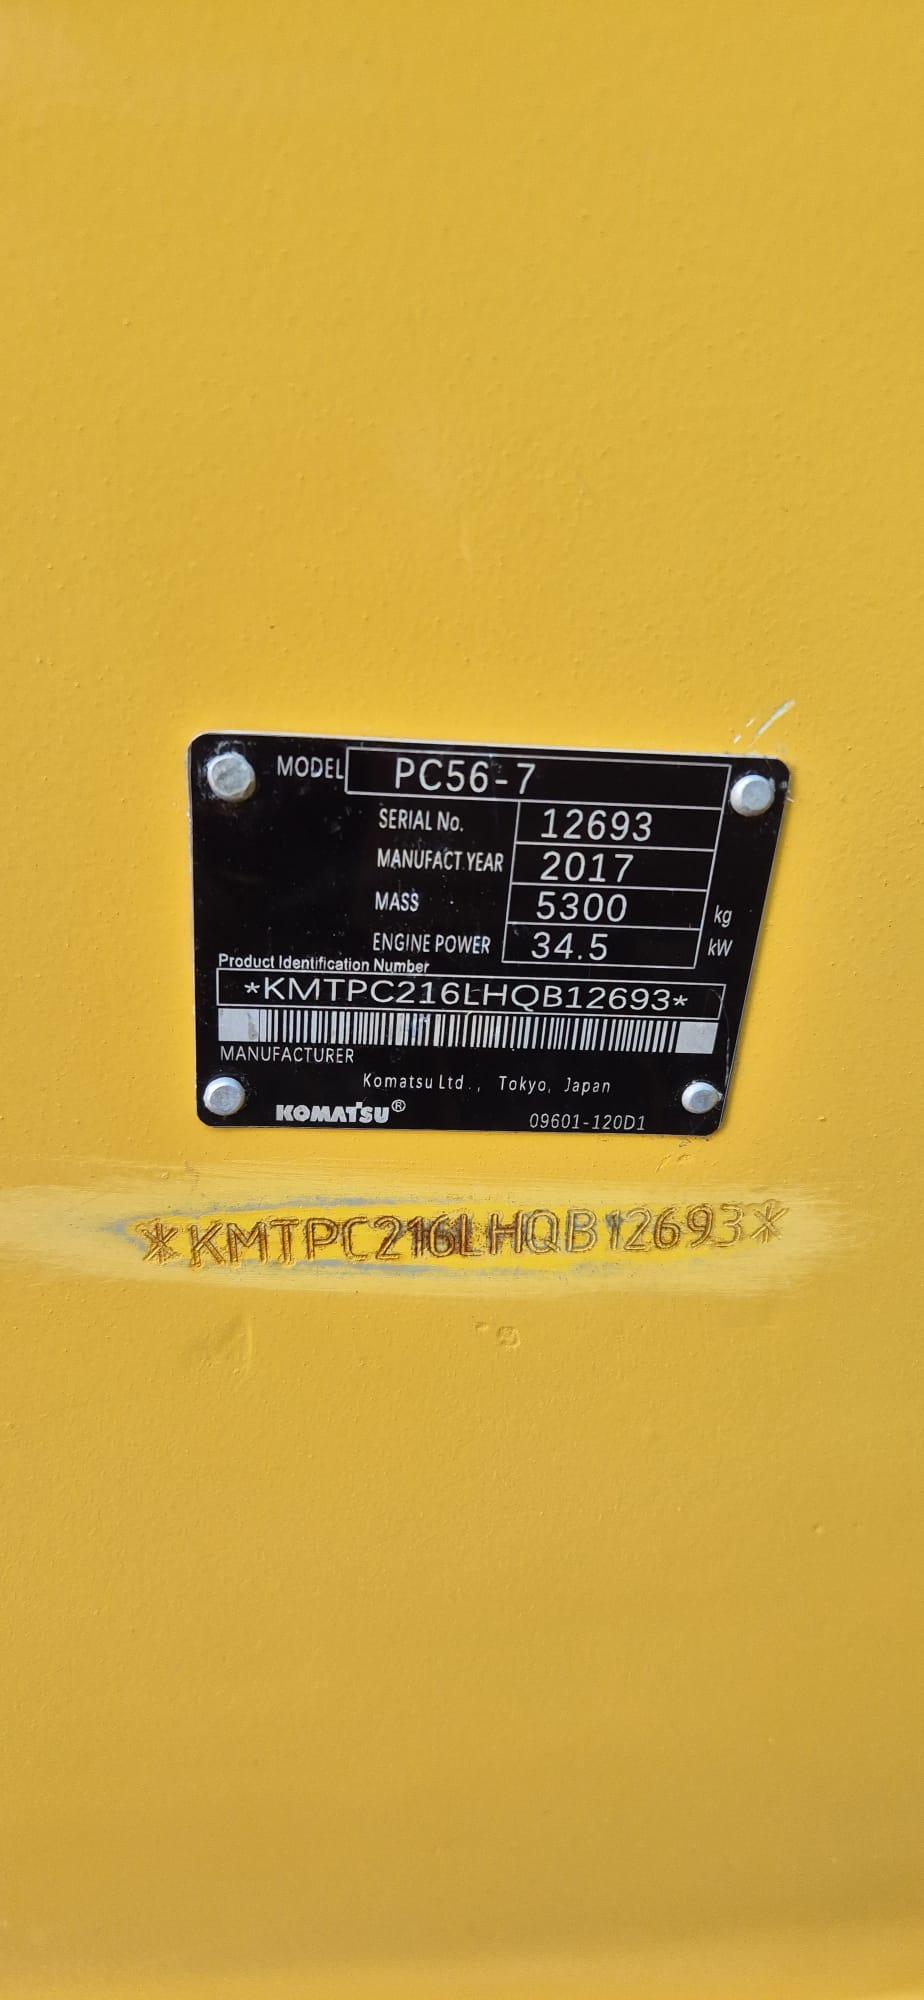 MODEL PC56-7
SERIAL No. 12693
MANUFACT YEAR 2017
MASS 5300 kg
ENGINE POWER 34.5 kW
Product Identification Number
*KMTPC216LHQB12693*
MANUFACTURER
Komatsu Ltd., Tokyo, Japan
KOMATSU® 09601-120D1
*KMTPC216LHQB12693*